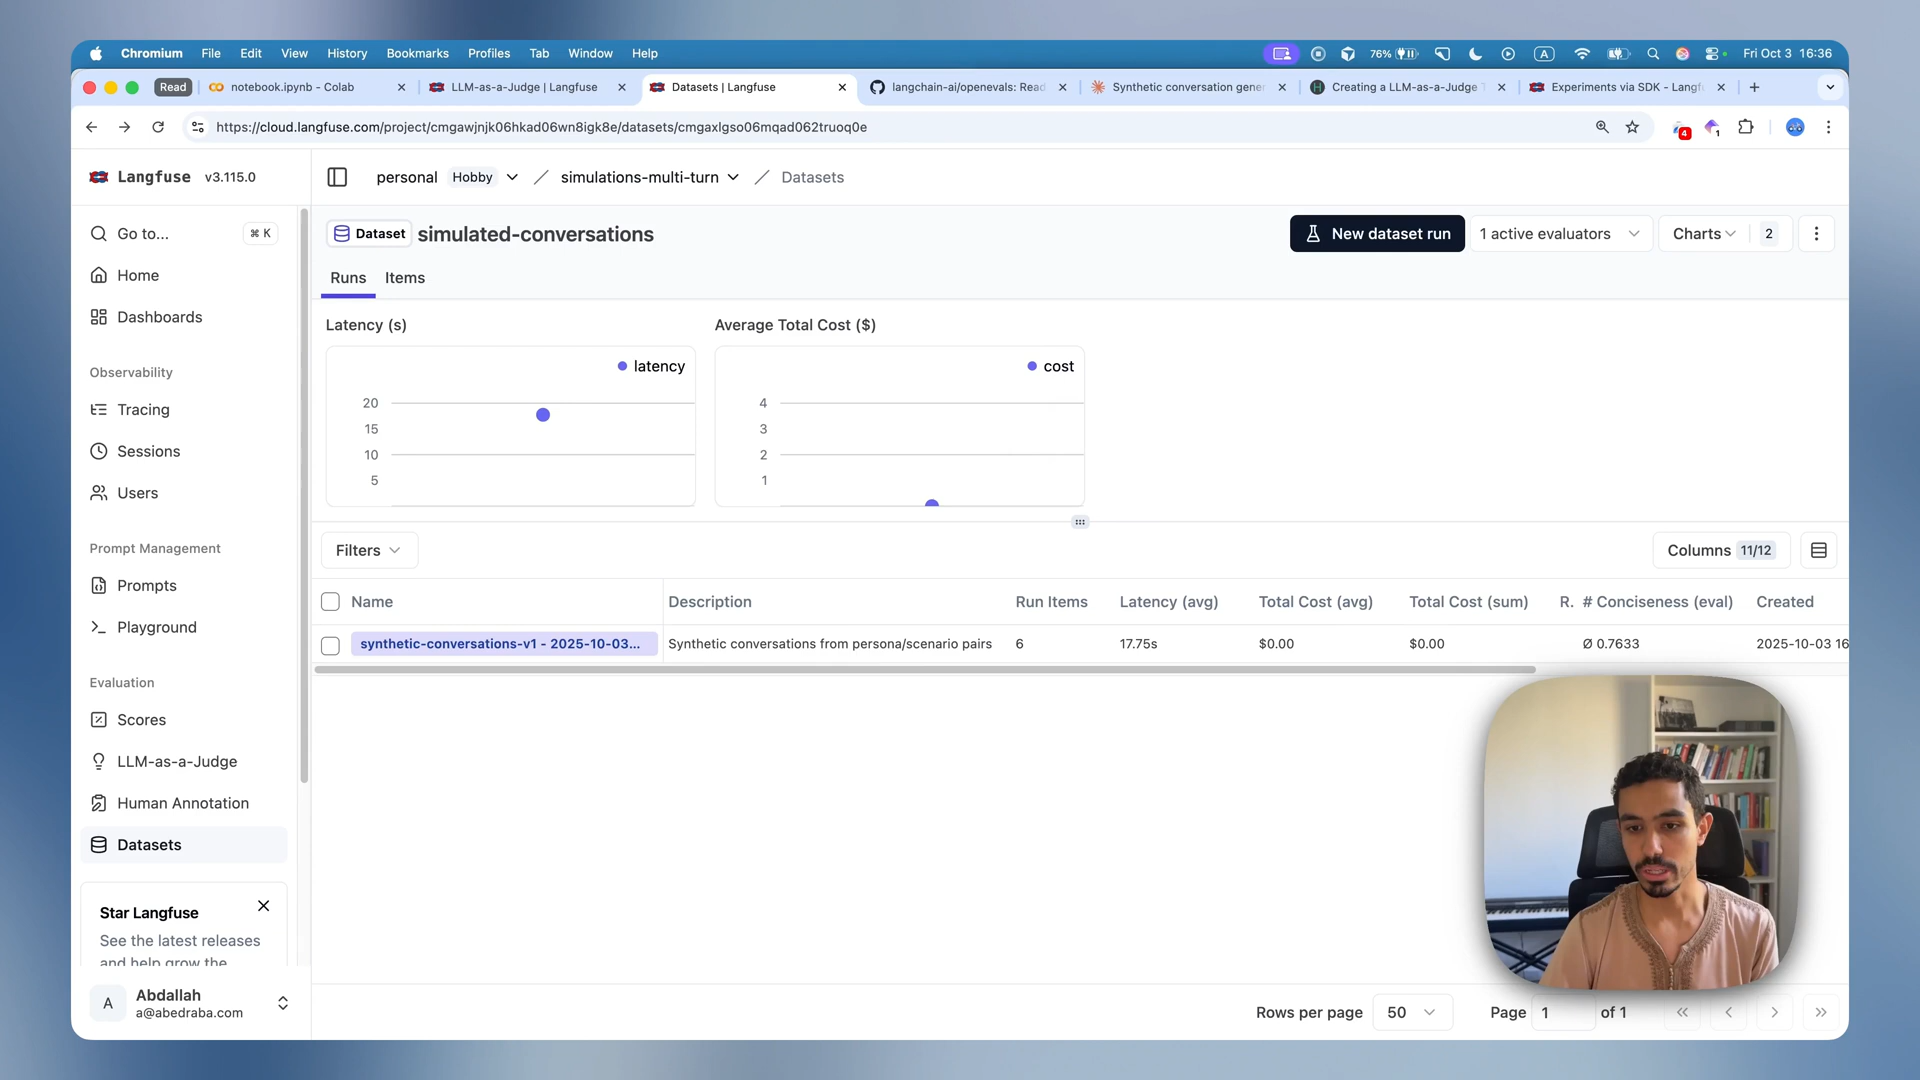 Chromium File Edit View History Bookmarks Profiles Tab Window Help 76% A Fri Oct 3 16:36
Read notebook.ipynb - Colab LLM-as-a-Judge | Langfuse Datasets | Langfuse langchain-ai/openevals: Read Synthetic conversation gener Creating a LLM-as-a-Judge T Experiments via SDK - Langf
https://cloud.langfuse.com/project/cmgawjnjk06hkad06wn8igk8e/datasets/cmgaxlgso06mqad062truoq0e 4 1
Langfuse v3.115.0
personal Hobby / simulations-multi-turn / Datasets
Go to... ⌘ K
Home
Dashboards
Observability
Tracing
Sessions
Users
Prompt Management
Prompts
Playground
Evaluation
Scores
LLM-as-a-Judge
Human Annotation
Datasets
Star Langfuse
See the latest releases
and help grow the
A Abdallah
a@abedraba.com
Dataset simulated-conversations
New dataset run 1 active evaluators Charts 2
Runs Items
Latency (s)
latency
20
15
10
5
Average Total Cost ($)
cost
4
3
2
1
Filters Columns 11/12
Name Description Run Items Latency (avg) Total Cost (avg) Total Cost (sum) R. # Conciseness (eval) Created
synthetic-conversations-v1 - 2025-10-03... Synthetic conversations from persona/scenario pairs 6 17.75s $0.00 $0.00 Ø 0.7633 2025-10-03 16
Rows per page 50 Page 1 of 1